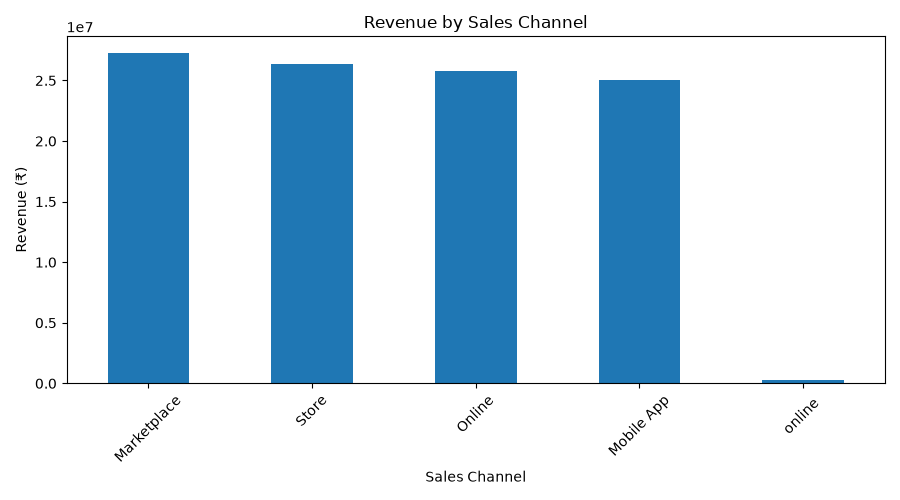 Revenue by Sales Channel
1e7
2.5
2.0
1.5
1.0
0.5
0.0
Revenue (₹)
Marketplace
Store
Online
Mobile App
online
Sales Channel